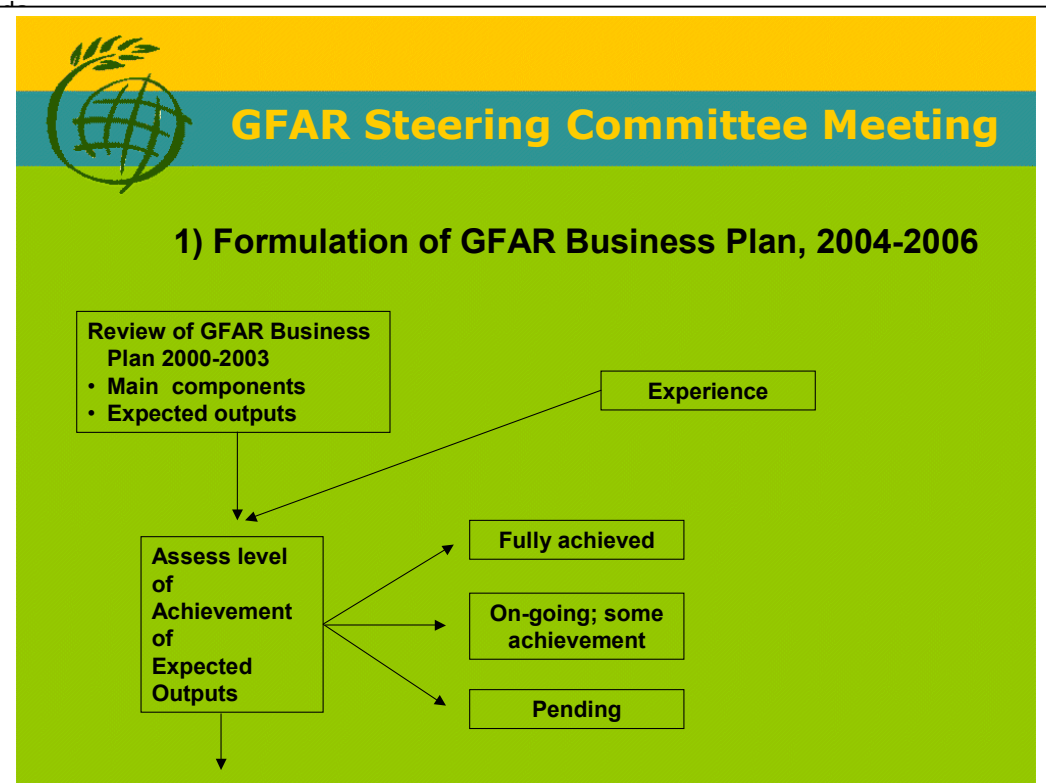 GFAR Steering Committee Meeting
1) Formulation of GFAR Business Plan, 2004-2006
Review of GFAR Business
Plan 2000-2003
• Main components
• Expected outputs
Experience
Assess level
of
Achievement
of
Expected
Outputs
Fully achieved
On-going; some
achievement
Pending